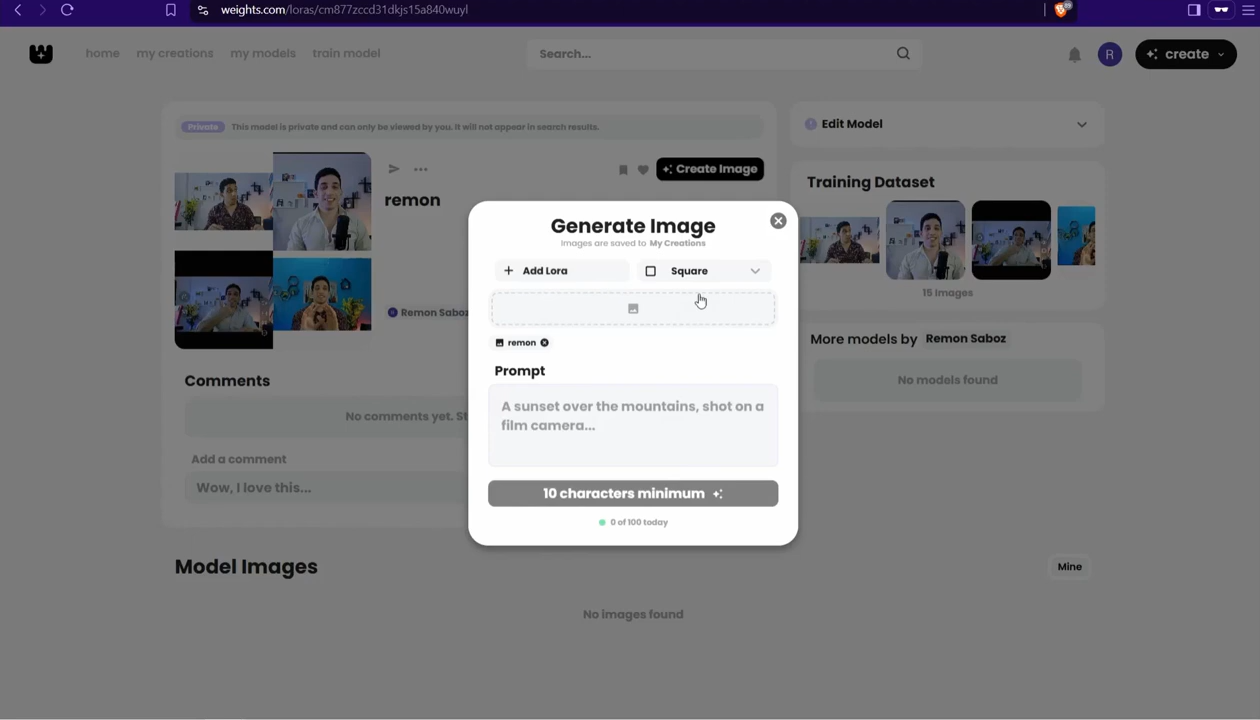 weights.com/loras/cm877zccd31dkjs15a840wuyl
home
my creations
my models
train model
Search...
R
create
Private
This model is private and can only be viewed by you. It will not appear in search results.
Create Image
remon
R Remon Saboz
Comments
No comments yet. St
Add a comment
Wow, I love this...
Model Images
Mine
No images found
Generate Image
Images are saved to My Creations
+ Add Lora
Square
remon
Prompt
A sunset over the mountains, shot on a
film camera...
10 characters minimum
0 of 100 today
Edit Model
Training Dataset
15 Images
More models by Remon Saboz
No models found